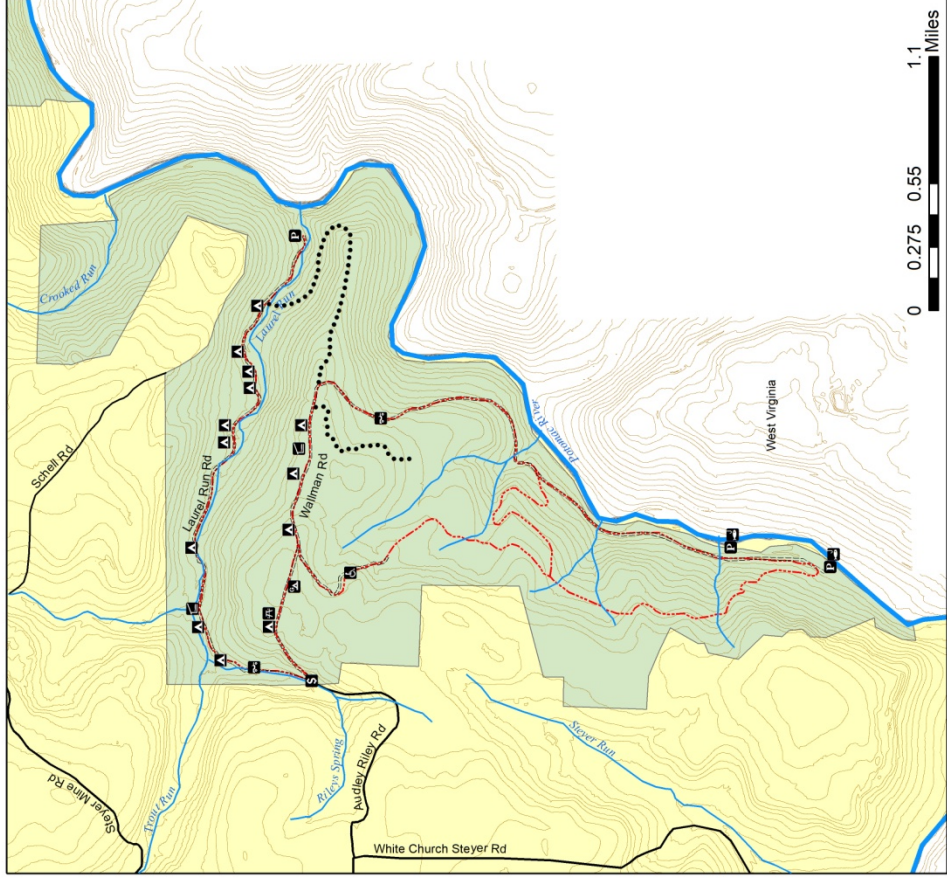 Crooked Run
Schell Rd
Laurel Run Rd
Laurel Run
P
Wallman Rd
Steyer Mine Rd
Trout Run
Rileys Spring
Audley Riley Rd
S
White Church Steyer Rd
Steyer Run
Potomac River
P
P
West Virginia
0 0.275 0.55 1.1
Miles